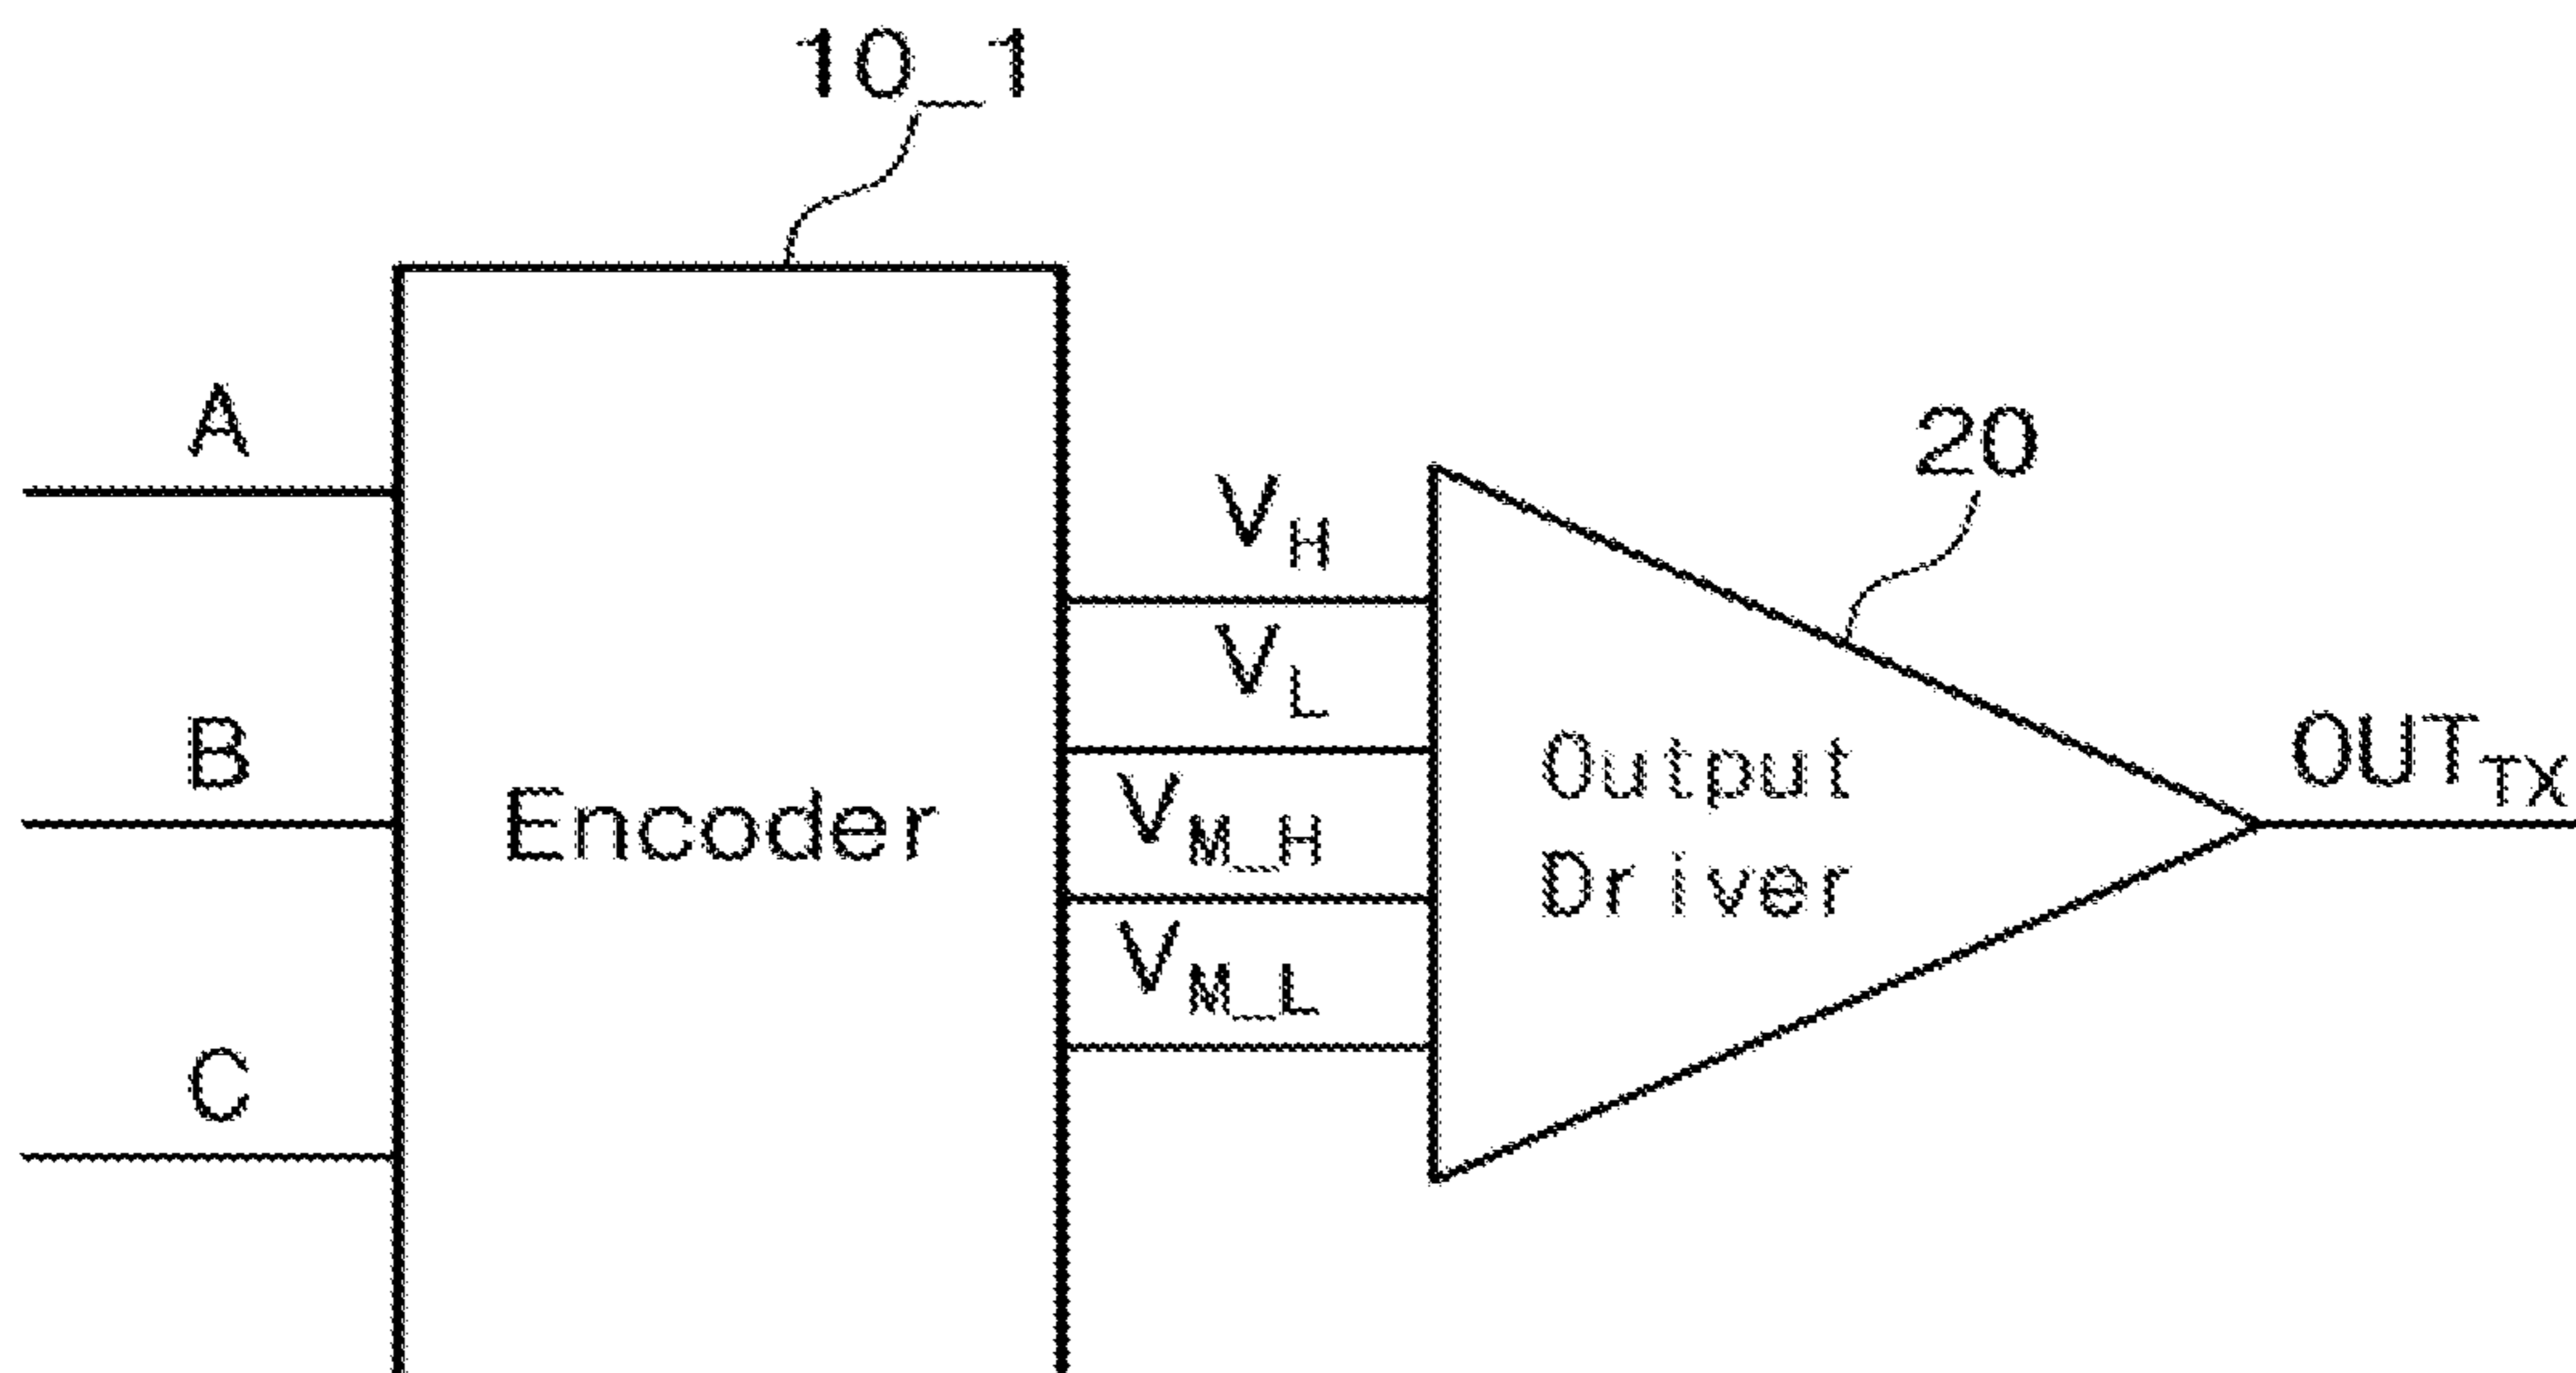 10_1
A
20
V_H
V_L
B
Encoder
V_M_H
Output
Driver
OUT_TX
V_M_L
C